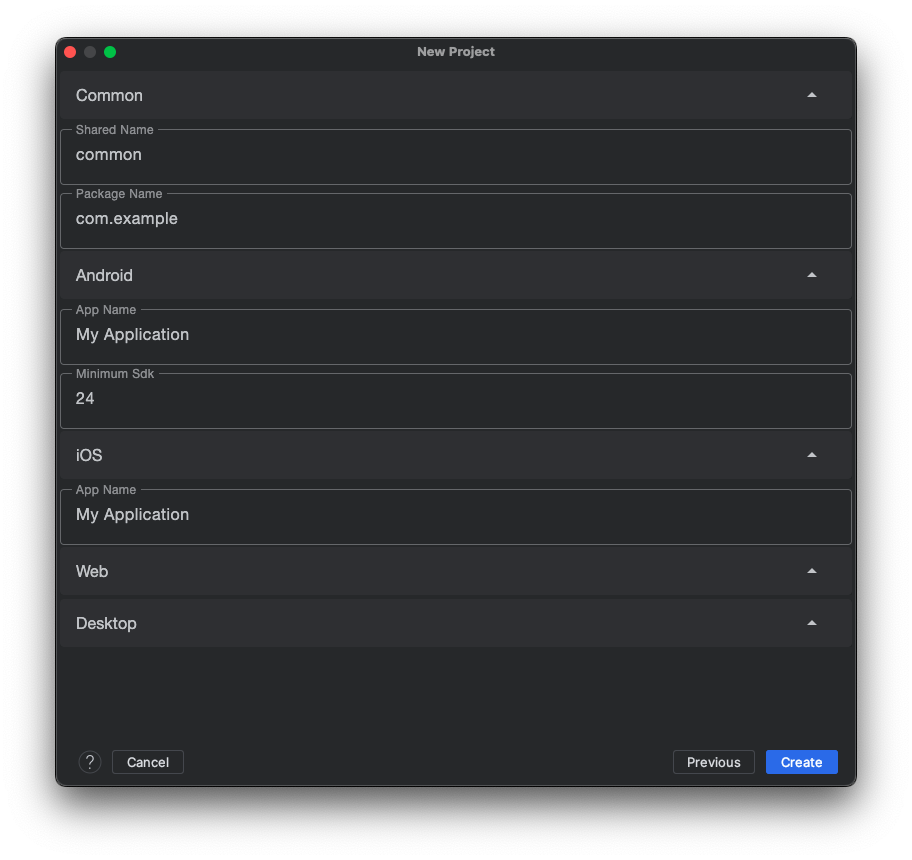 New Project
Common
Shared Name
common
Package Name
com.example
Android
App Name
My Application
Minimum Sdk
24
iOS
App Name
My Application
Web
Desktop
? Cancel Previous Create